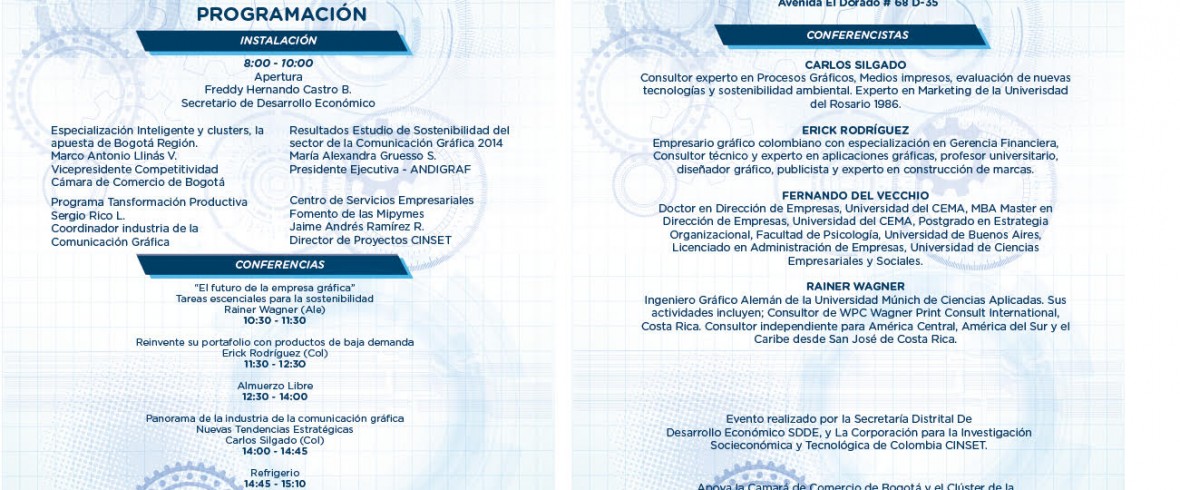 PROGRAMACIÓN
INSTALACIÓN
8:00 - 10:00
Apertura
Freddy Hernando Castro B.
Secretario de Desarrollo Económico
Especialización Inteligente y clusters, la
apuesta de Bogotá Región.
Marco Antonio Llinás V.
Vicepresidente Competitividad
Cámara de Comercio de Bogotá
Programa Tansformación Productiva
Sergio Rico L.
Coordinador industria de la
Comunicación Gráfica
Resultados Estudio de Sostenibilidad del
sector de la Comunicación Gráfica 2014
María Alexandra Gruesso S.
Presidente Ejecutiva - ANDIGRAF
Centro de Servicios Empresariales
Fomento de las Mipymes
Jaime Andrés Ramírez R.
Director de Proyectos CINSET
CONFERENCIAS
"El futuro de la empresa gráfica"
Tareas escenciales para la sostenibilidad
Rainer Wagner (Ale)
10:30 - 11:30
Reinvente su portafolio con productos de baja demanda
Erick Rodríguez (Col)
11:30 - 12:30
Almuerzo Libre
12:30 - 14:00
Panorama de la industria de la comunicación gráfica
Nuevas Tendencias Estratégicas
Carlos Silgado (Col)
14:00 - 14:45
Refrigerio
14:45 - 15:10
Avenida El Dorado # 68 D-35
CONFERENCISTAS
CARLOS SILGADO
Consultor experto en Procesos Gráficos, Medios impresos, evaluación de nuevas
tecnologías y sostenibilidad ambiental. Experto en Marketing de la Univerisdad
del Rosario 1986.
ERICK RODRÍGUEZ
Empresario gráfico colombiano con especialización en Gerencia Financiera,
Consultor técnico y experto en aplicaciones gráficas, profesor universitario,
diseñador gráfico, publicista y experto en construcción de marcas.
FERNANDO DEL VECCHIO
Doctor en Dirección de Empresas, Universidad del CEMA, MBA Master en
Dirección de Empresas, Universidad del CEMA, Postgrado en Estrategia
Organizacional, Facultad de Psicología, Universidad de Buenos Aires,
Licenciado en Administración de Empresas, Universidad de Ciencias
Empresariales y Sociales.
RAINER WAGNER
Ingeniero Gráfico Alemán de la Universidad Múnich de Ciencias Aplicadas. Sus
actividades incluyen; Consultor de WPC Wagner Print Consult International,
Costa Rica. Consultor independiente para América Central, América del Sur y el
Caribe desde San José de Costa Rica.
Evento realizado por la Secretaría Distrital De
Desarrollo Económico SDDE, y La Corporación para la Investigación
Socieconómica y Tecnológica de Colombia CINSET.
Apoya la Camará de Comercio de Bogotá y el Clúster de la